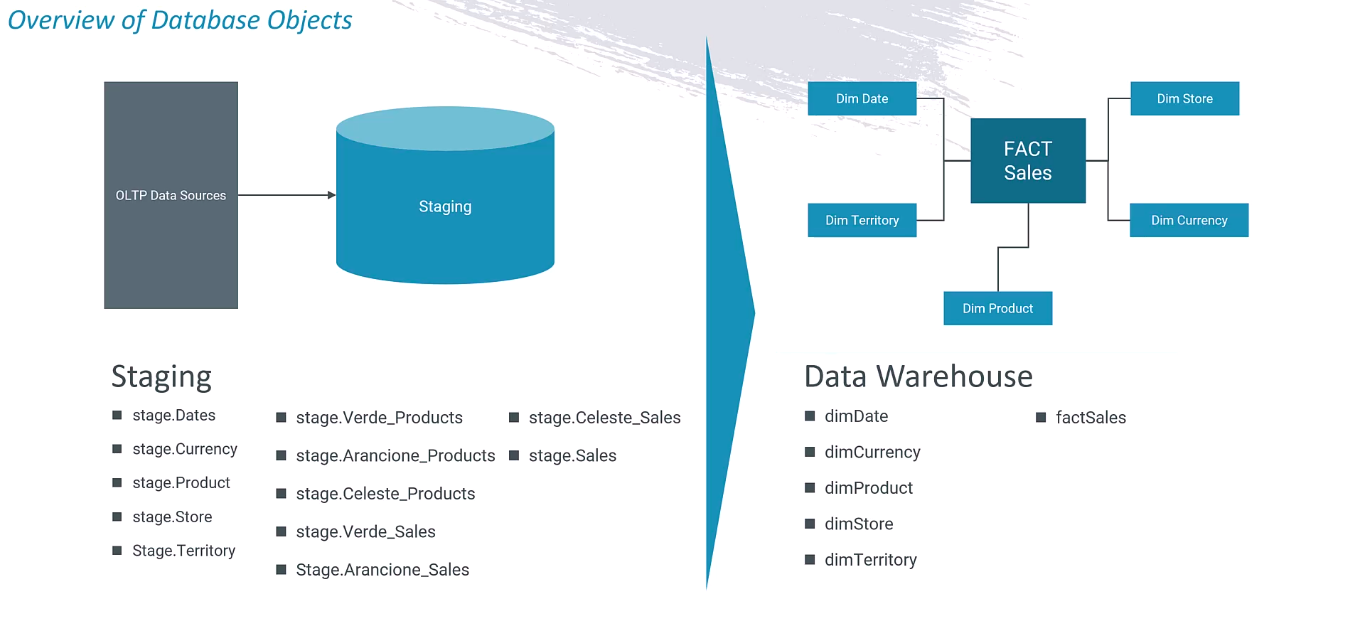 Overview of Database Objects
OLTP Data Sources
Staging
Dim Date
Dim Store
FACT
Sales
Dim Territory
Dim Currency
Dim Product
Staging
stage.Dates
stage.Currency
stage.Product
stage.Store
Stage.Territory
stage.Verde_Products
stage.Arancione_Products
stage.Celeste_Products
stage.Verde_Sales
Stage.Arancione_Sales
stage.Celeste_Sales
stage.Sales
Data Warehouse
dimDate
dimCurrency
dimProduct
dimStore
dimTerritory
factSales